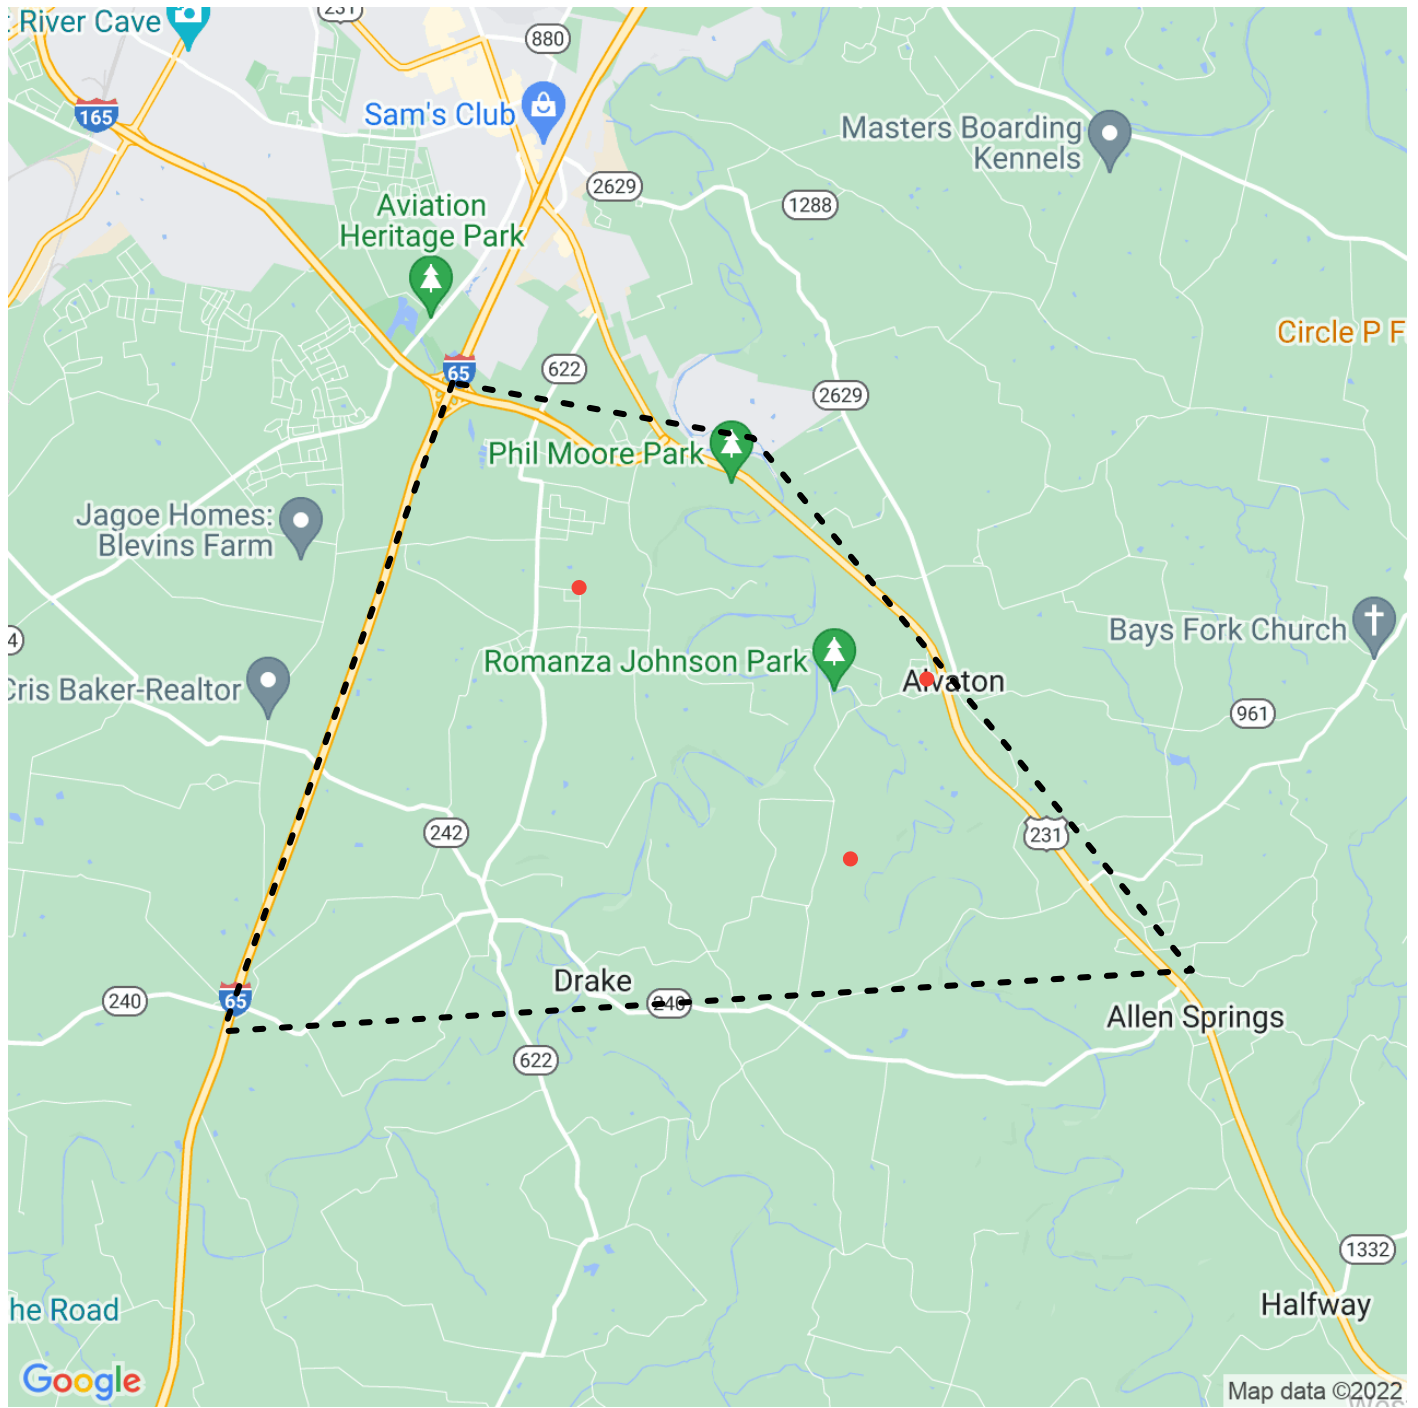 River Cave
231
880
165
Sam's Club
Masters Boarding
Kennels
2629
1288
Aviation
Heritage Park
Circle P F
65
622
2629
Phil Moore Park
Jagoe Homes:
Blevins Farm
4
Bays Fork Church
Romanza Johnson Park
Cris Baker-Realtor
Alvaton
961
242
231
Drake
240
65
240
Allen Springs
622
1332
he Road
Halfway
Google
Map data ©2022